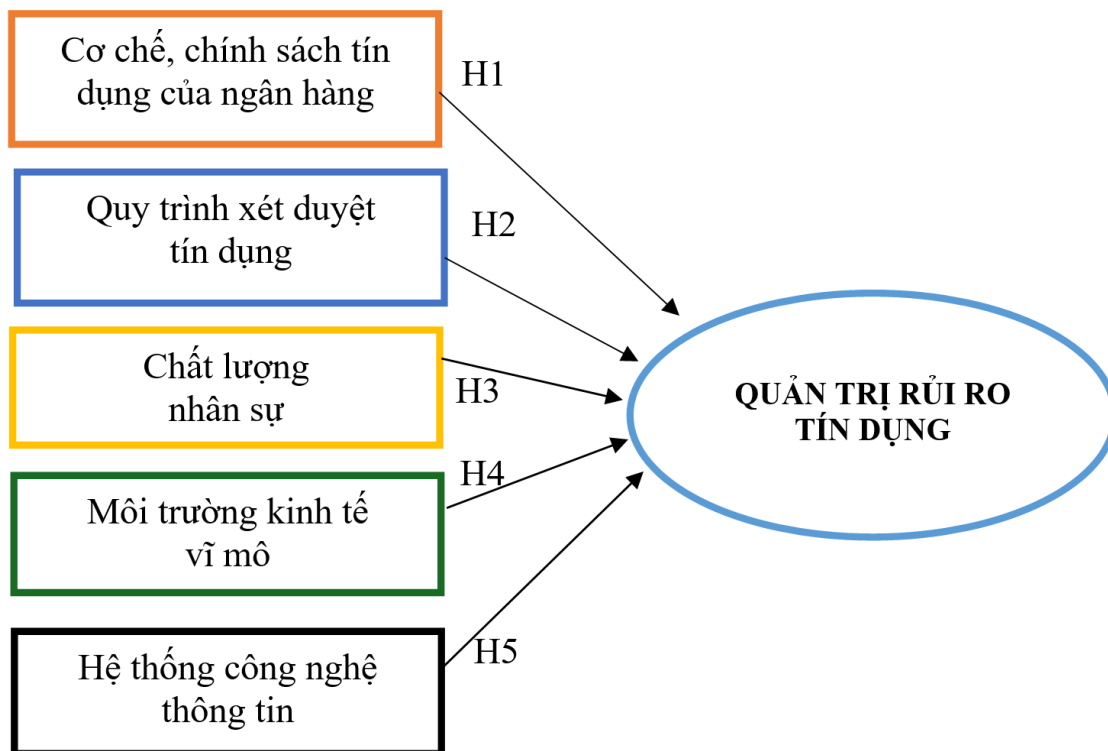 Cơ chế, chính sách tín
dụng của ngân hàng
H1
Quy trình xét duyệt
tín dụng
H2
Chất lượng
nhân sự
H3
QUẢN TRỊ RỦI RO
TÍN DỤNG
Môi trường kinh tế
vĩ mô
H4
Hệ thống công nghệ
thông tin
H5